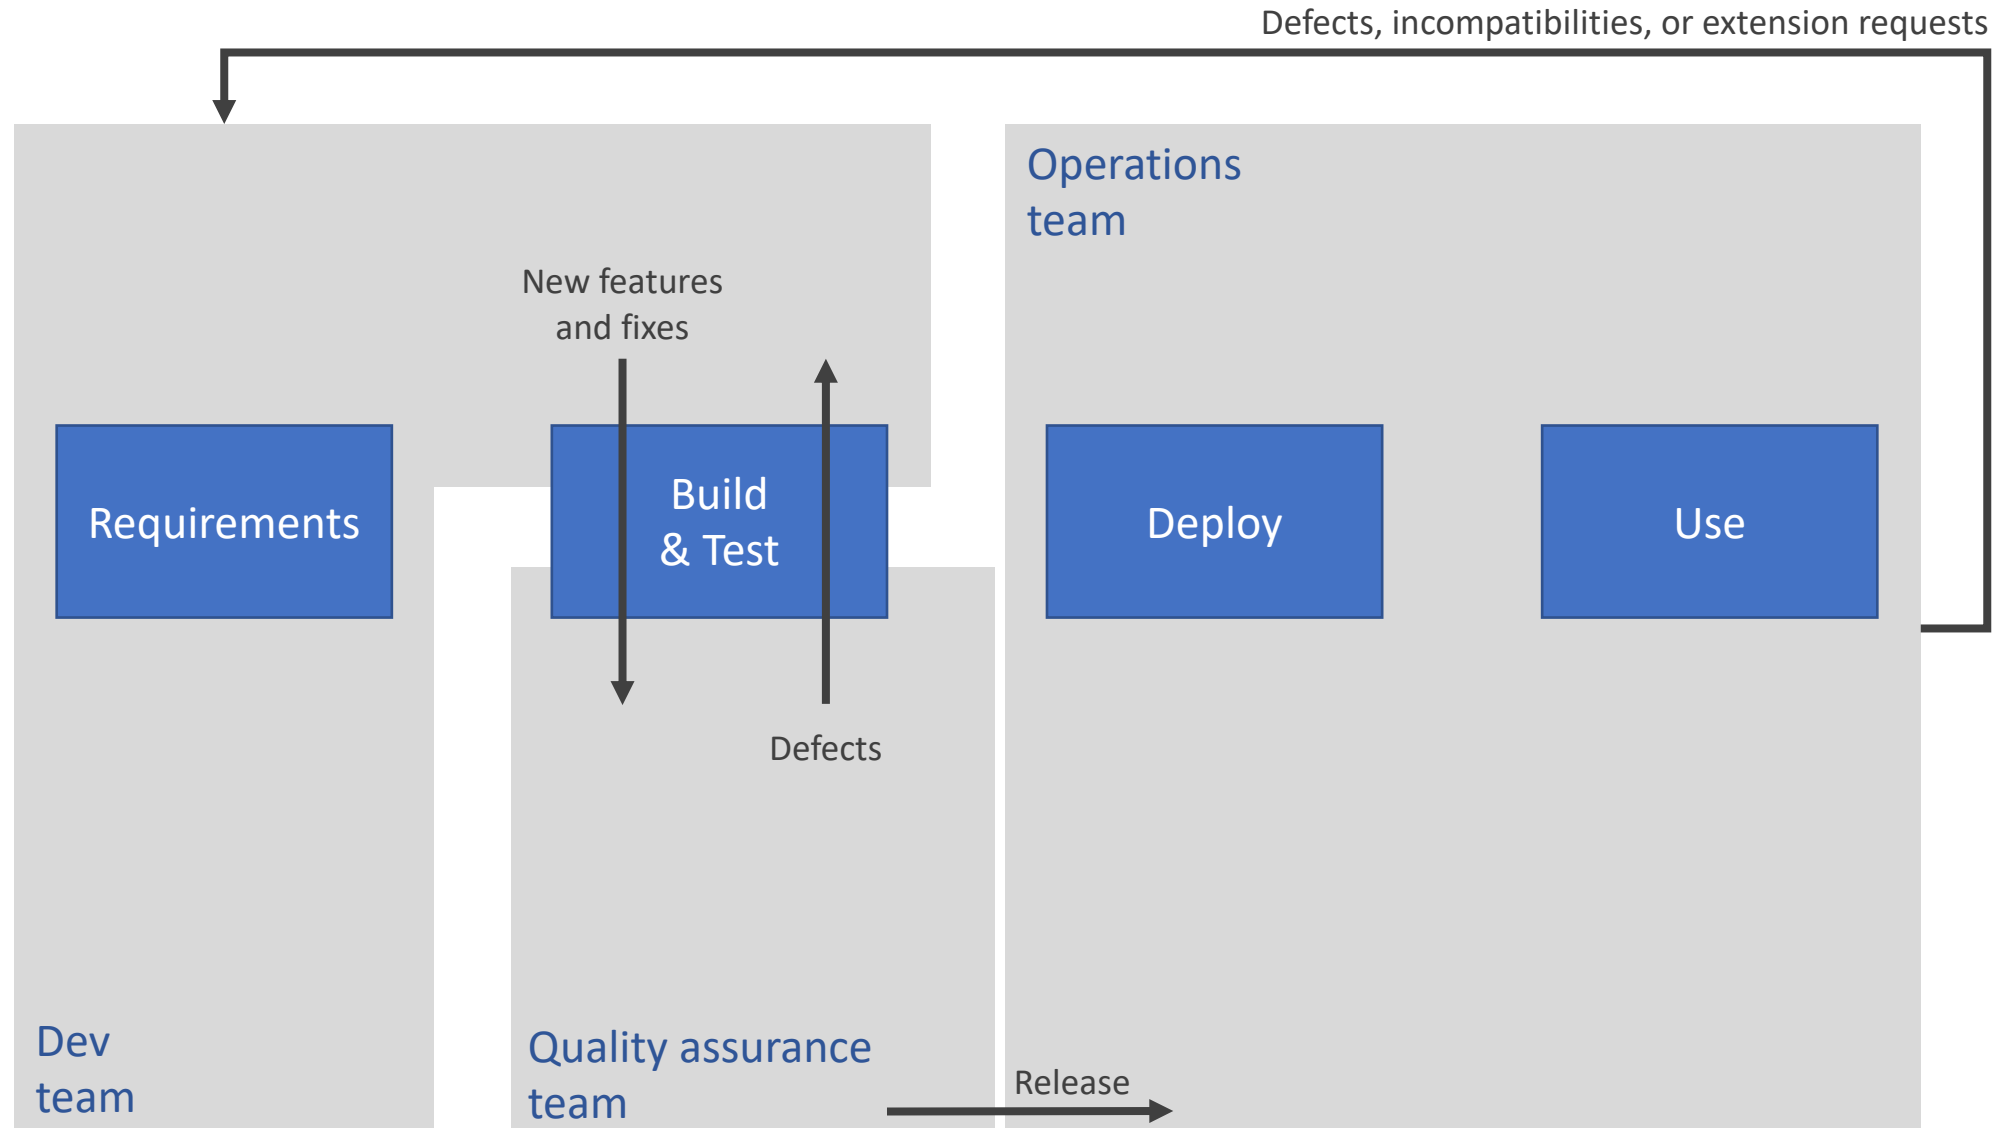 Defects, incompatibilities, or extension requests
Operations
team
New features
and fixes
Requirements
Build
& Test
Deploy
Use
Defects
Dev
team
Quality assurance
team
Release